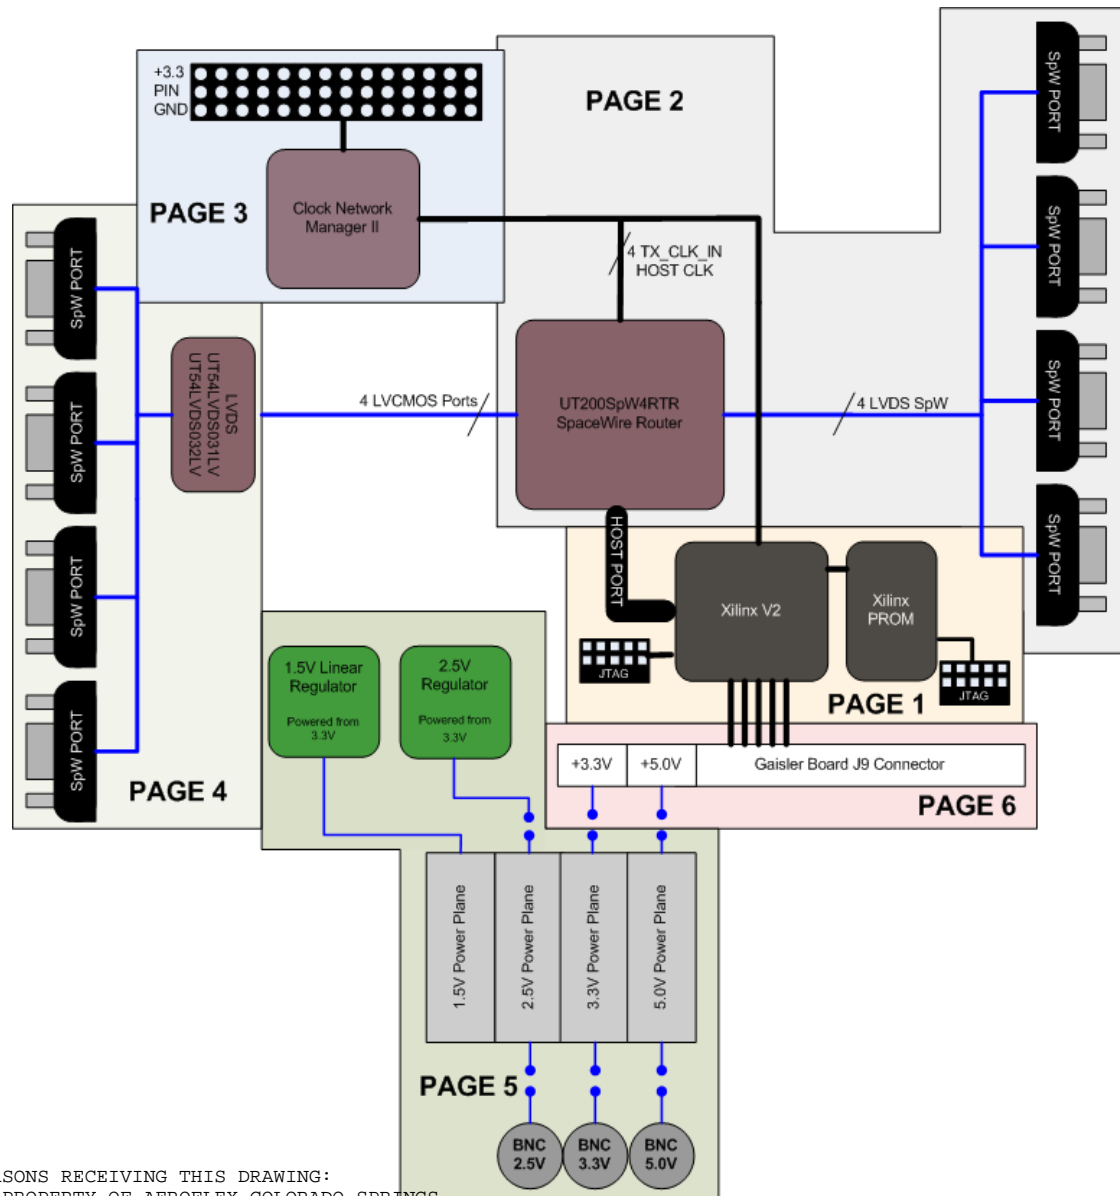 +3.3
PIN
GND
PAGE 2
PAGE 3
Clock Network
Manager II
4 TX_CLK_IN
HOST CLK
SpW PORT
SpW PORT
SpW PORT
SpW PORT
SpW PORT
SpW PORT
SpW PORT
SpW PORT
LVDS
UT54LVDS031LV
UT54LVDS032LV
4 LVCMOS Ports
UT200SpW4RTR
SpaceWire Router
4 LVDS SpW
HOST PORT
Xilinx V2
Xilinx
PROM
JTAG
JTAG
PAGE 1
1.5V Linear
Regulator
Powered from
3.3V
2.5V
Regulator
Powered from
3.3V
PAGE 4
+3.3V
+5.0V
Gaisler Board J9 Connector
PAGE 6
1.5V Power Plane
2.5V Power Plane
3.3V Power Plane
5.0V Power Plane
PAGE 5
BNC
2.5V
BNC
3.3V
BNC
5.0V
RSONS RECEIVING THIS DRAWING:
PROPERTY OF AEROFLEX COLORADO SPRINGS